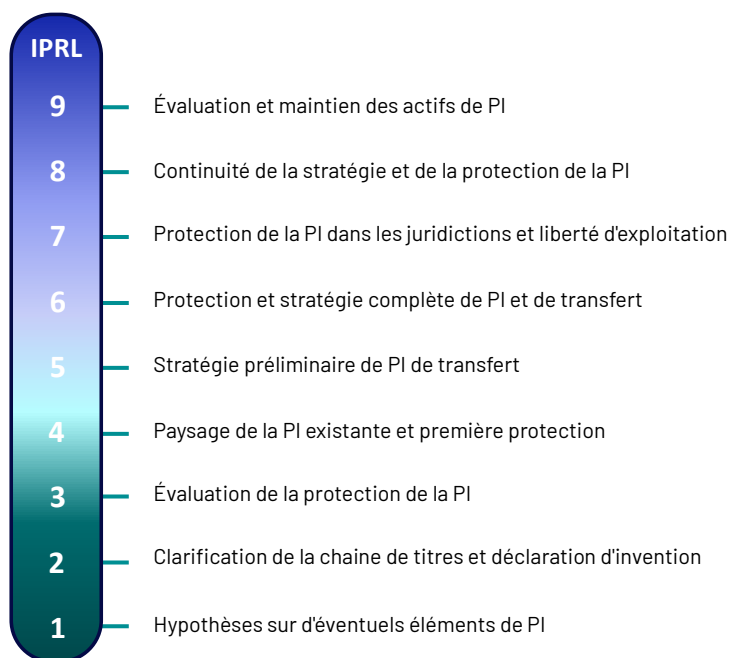 IPRL
9 Évaluation et maintien des actifs de PI
8 Continuité de la stratégie et de la protection de la PI
7 Protection de la PI dans les juridictions et liberté d'exploitation
6 Protection et stratégie complète de PI et de transfert
5 Stratégie préliminaire de PI de transfert
4 Paysage de la PI existante et première protection
3 Évaluation de la protection de la PI
2 Clarification de la chaine de titres et déclaration d'invention
1 Hypothèses sur d'éventuels éléments de PI